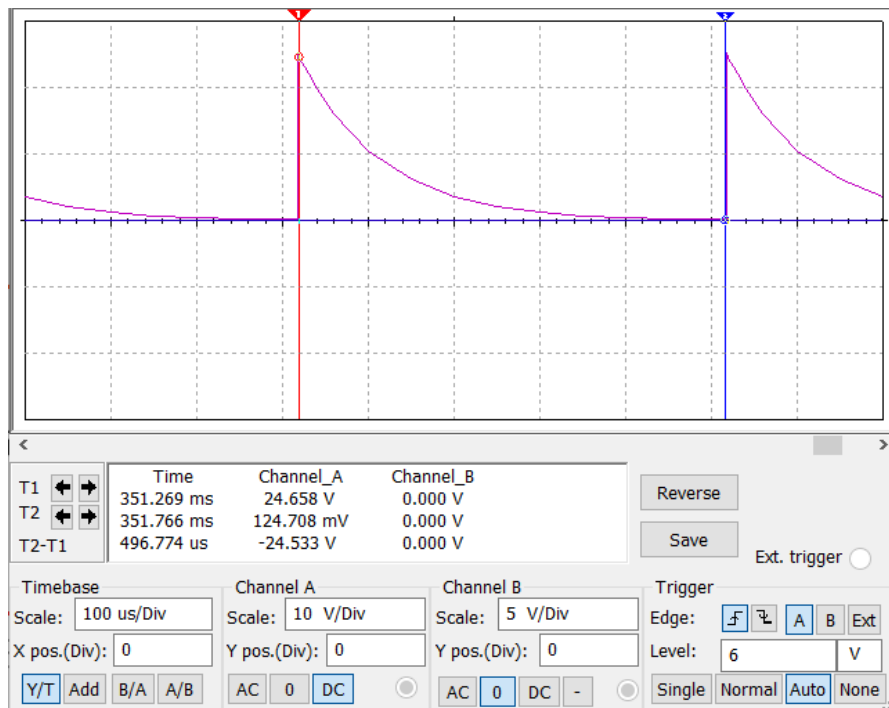 1 2
T1
T2
T2-T1
Time Channel_A Channel_B
351.269 ms 24.658 V 0.000 V
351.766 ms 124.708 mV 0.000 V
496.774 us -24.533 V 0.000 V
Reverse
Save
Ext. trigger
Timebase
Scale: 100 us/Div
X pos.(Div): 0
Y/T Add B/A A/B
Channel A
Scale: 10 V/Div
Y pos.(Div): 0
AC 0 DC
Channel B
Scale: 5 V/Div
Y pos.(Div): 0
AC 0 DC -
Trigger
Edge: A B Ext
Level: 6 V
Single Normal Auto None